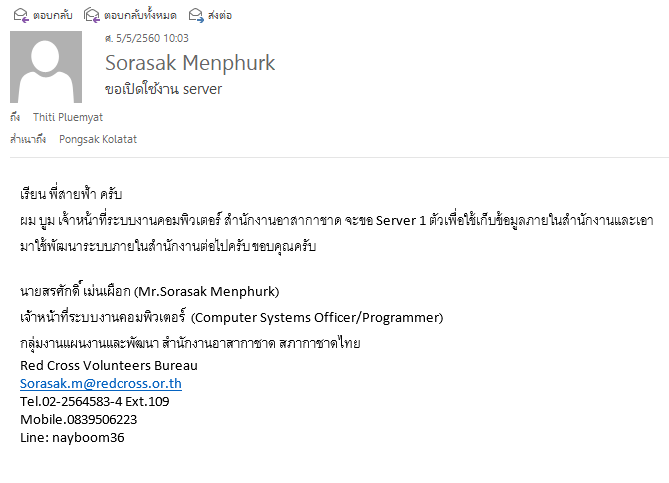 ตอบกลับ ตอบกลับทั้งหมด ส่งต่อ
ศ. 5/5/2560 10:03
Sorasak Menphurk
ขอเปิดใช้งาน server
ถึง Thiti Pluemyat
สำเนาถึง Pongsak Kolatat
เรียน พี่สายฟ้า ครับ
ผม บูม เจ้าหน้าที่ระบบงานคอมพิวเตอร์ สำนักงานอาสากาชาด จะขอ Server 1 ตัวเพื่อใช้เก็บข้อมูลภายในสำนักงานและเอา
มาใช้พัฒนาระบบภายในสำนักงานต่อไปครับ ขอบคุณครับ
นายสรศักดิ์ เม่นเผือก (Mr.Sorasak Menphurk)
เจ้าหน้าที่ระบบงานคอมพิวเตอร์ (Computer Systems Officer/Programmer)
กลุ่มงานแผนงานและพัฒนา สำนักงานอาสากาชาด สภากาชาดไทย
Red Cross Volunteers Bureau
Sorasak.m@redcross.or.th
Tel.02-2564583-4 Ext.109
Mobile.0839506223
Line: nayboom36